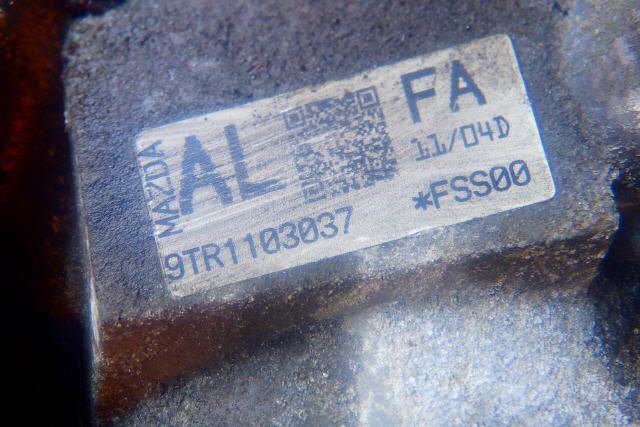 MAZDA
AL
FA
11/04D
9TR1103037
*FSS00